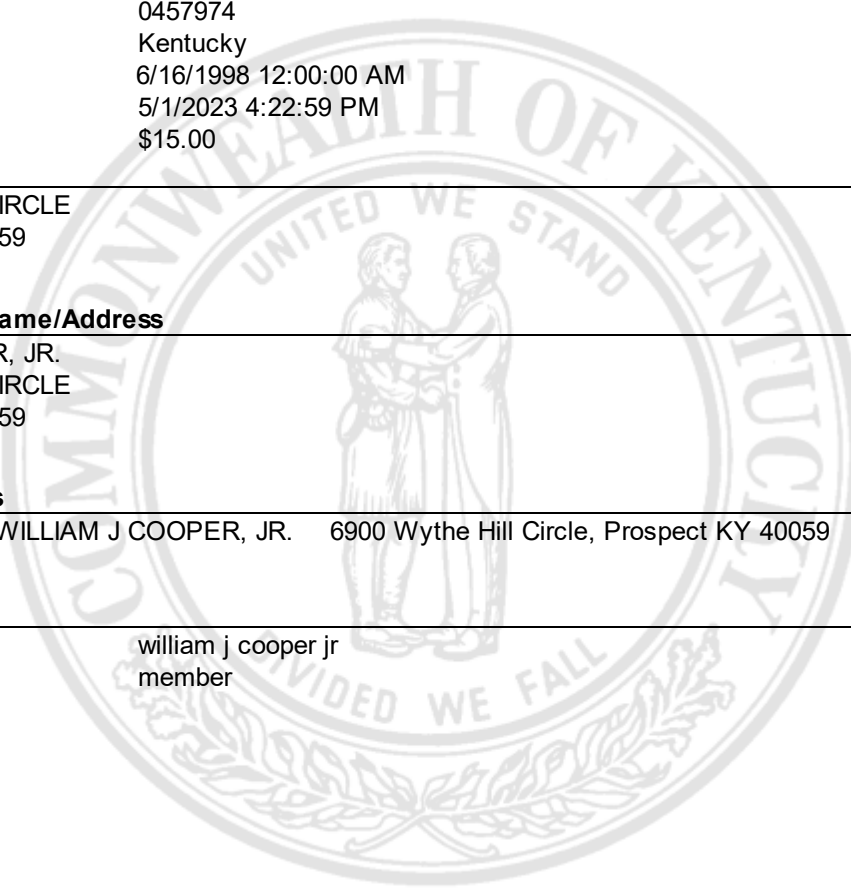 0457974
Kentucky
6/16/1998 12:00:00 AM
5/1/2023 4:22:59 PM
$15.00
IRCLE
59
ame/Address
R, JR.
IRCLE
59
s
WILLIAM J COOPER, JR. 6900 Wythe Hill Circle, Prospect KY 40059
william j cooper jr
member
COMMONWEALTH OF KENTUCKY
UNITED WE STAND
DIVIDED WE FALL